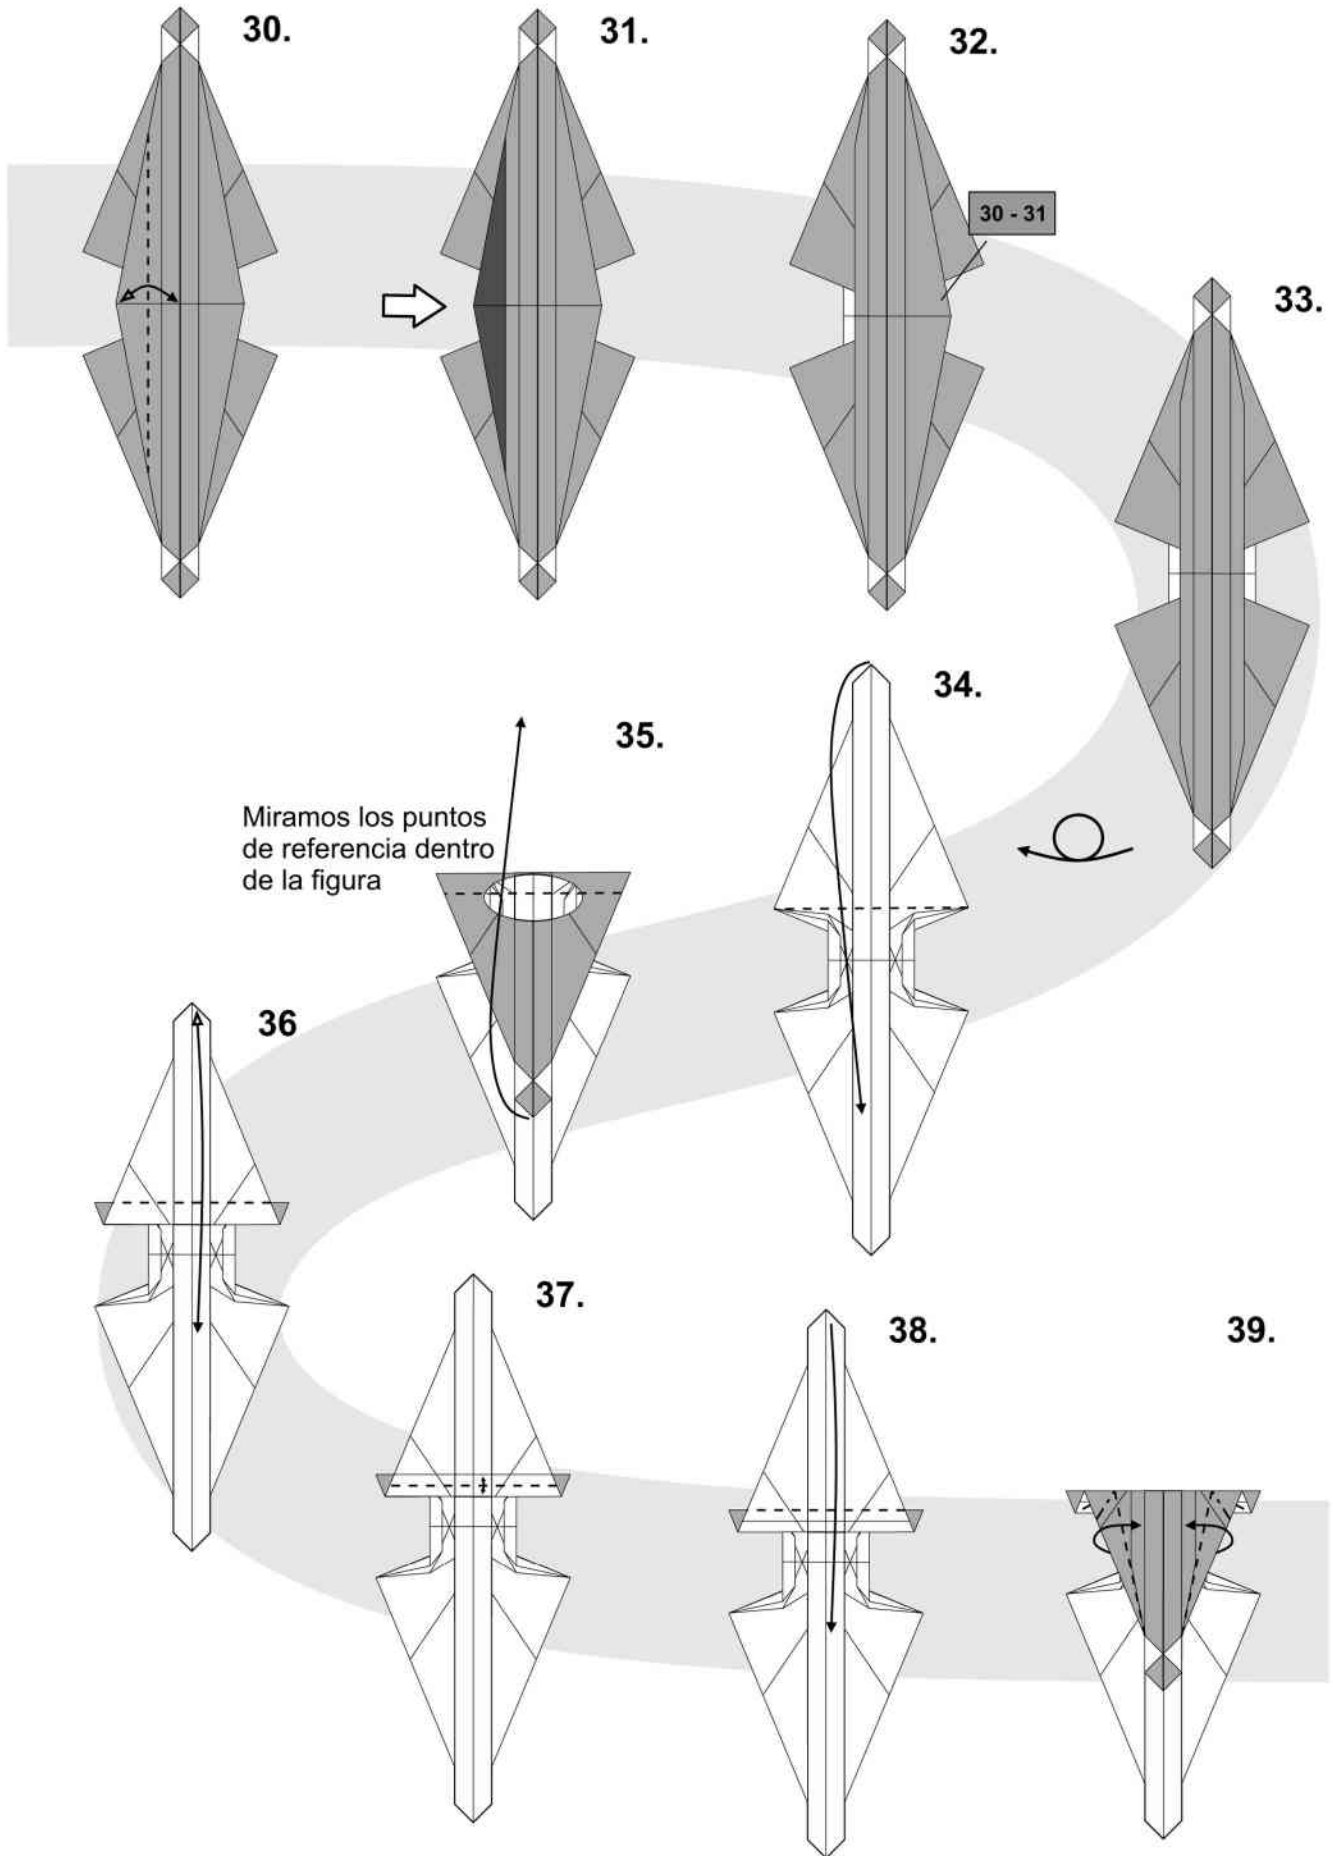 30.
31.
32.
30 - 31
33.
34.
35.
Miramos los puntos
de referencia dentro
de la figura
36
37.
38.
39.